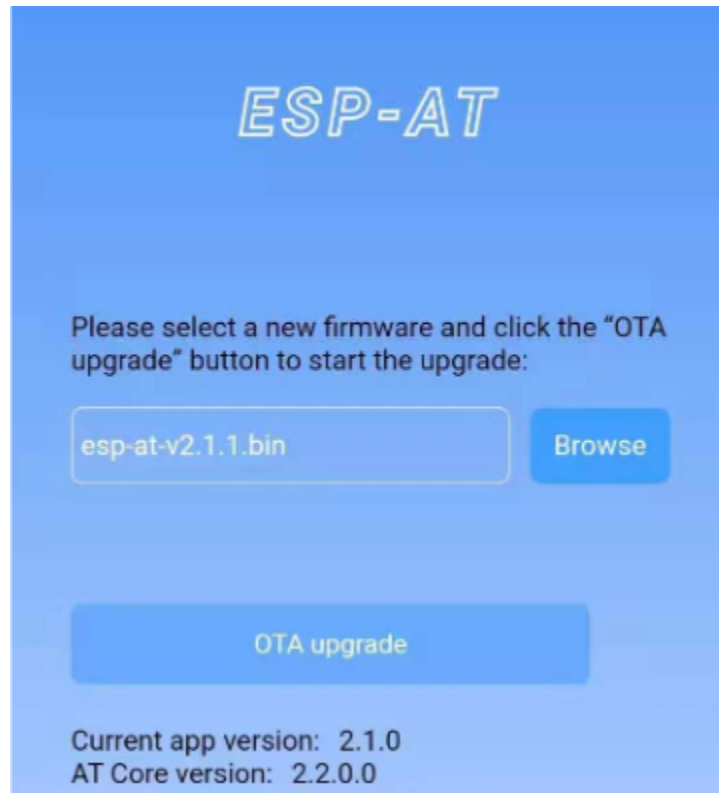 ESP-AT
Please select a new firmware and click the “OTA
upgrade” button to start the upgrade:
esp-at-v2.1.1.bin
Browse
OTA upgrade
Current app version: 2.1.0
AT Core version: 2.2.0.0